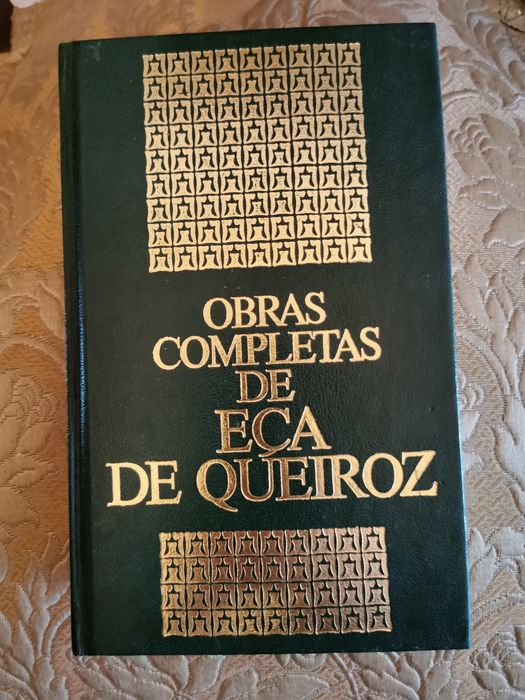 OBRAS
COMPLETAS
DE
EÇA
DE QUEIROZ